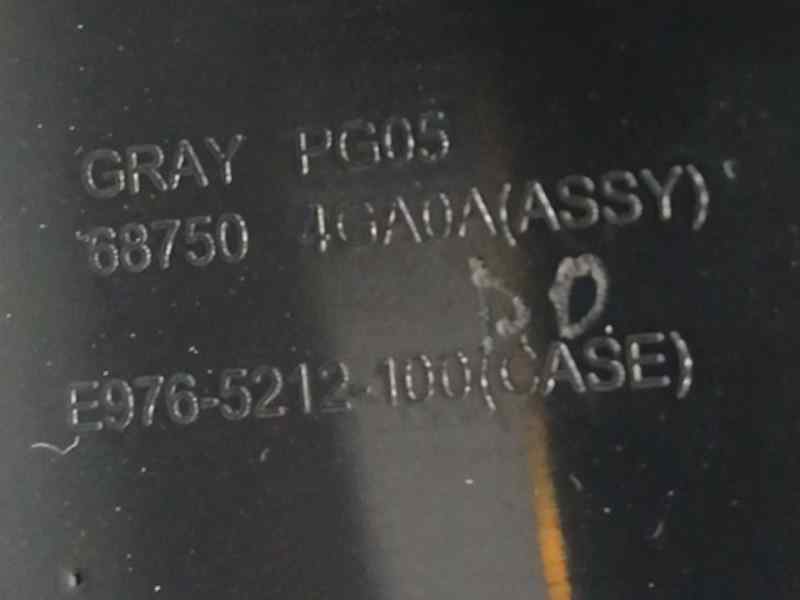 GRAY PG05
68750 4GA0A(ASSY)
E976-5212-100(CASE)